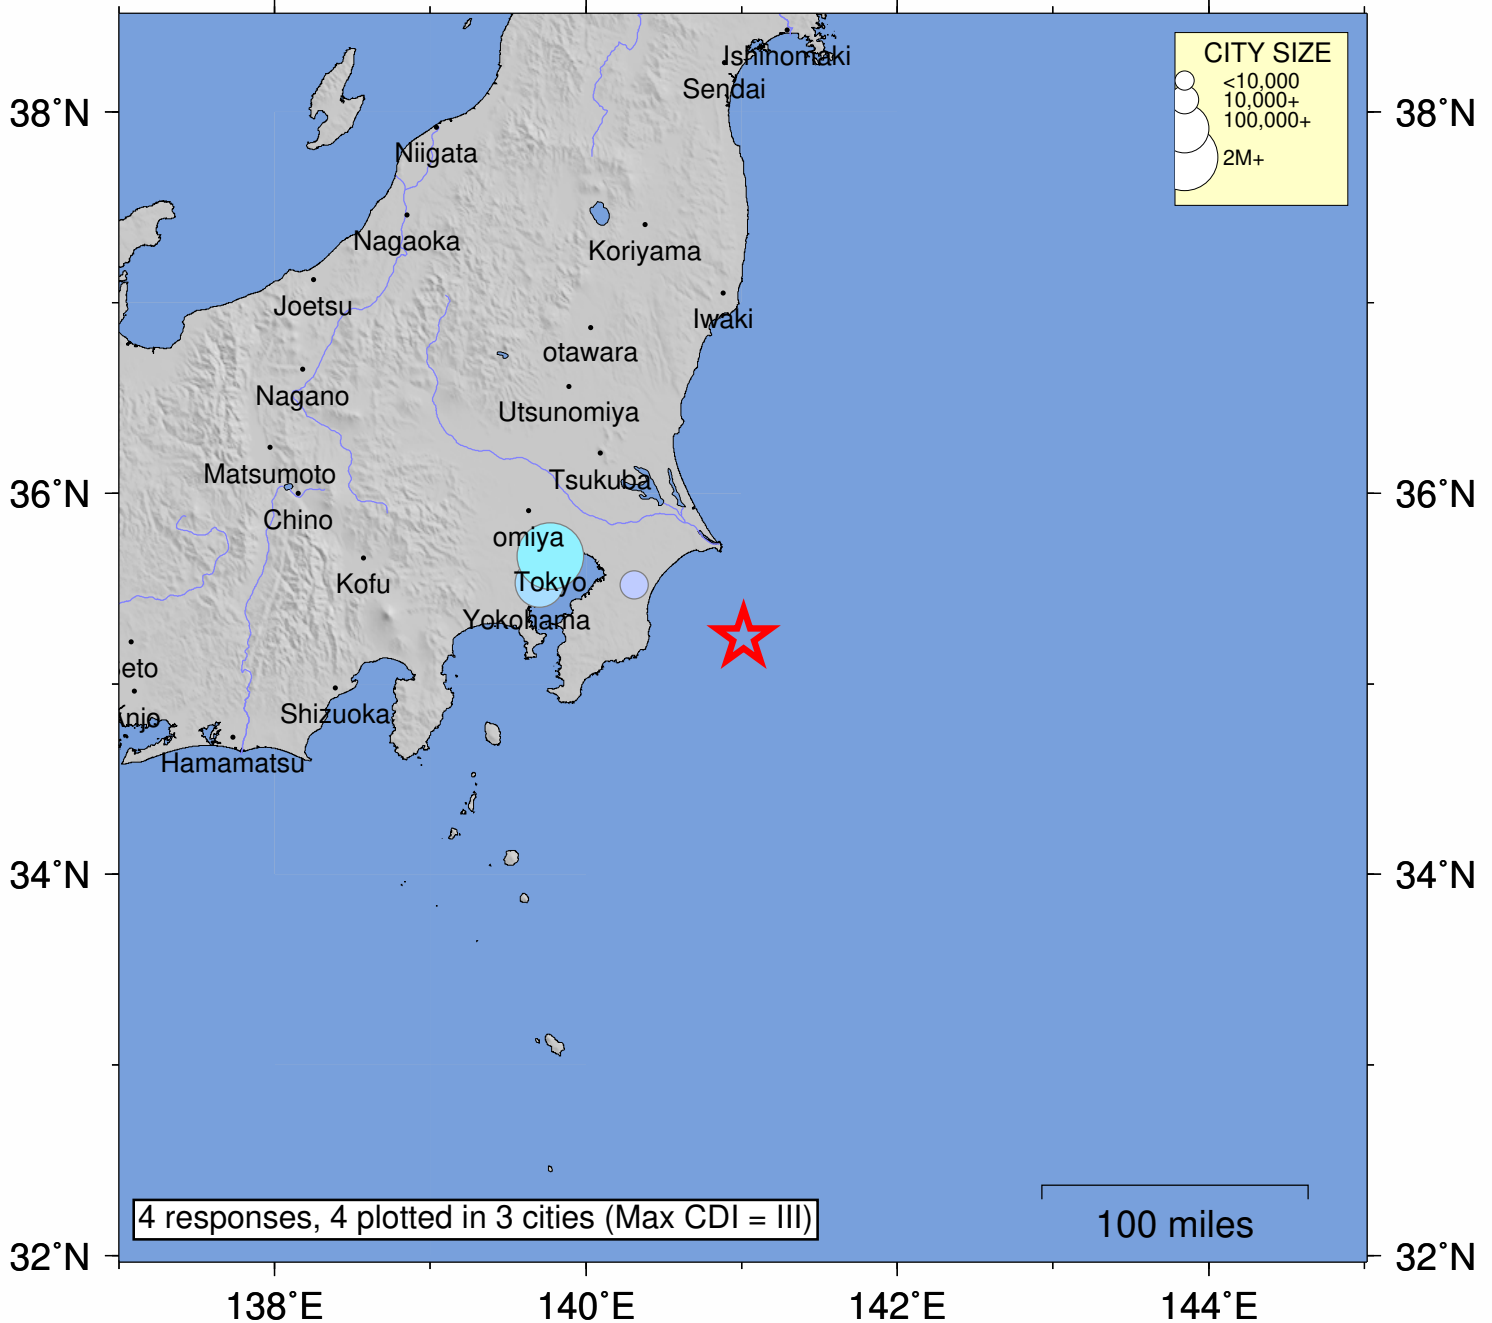 Ishinomaki
CITY SIZE
<10,000
10,000+
100,000+
2M+
Sendai
38°N
38°N
Niigata
Nagaoka
Koriyama
Joetsu
Iwaki
otawara
Nagano
Utsunomiya
Matsumoto
Tsukuba
36°N
36°N
Chino
omiya
Kofu
Tokyo
Yokohama
eto
Anjo
Shizuoka
Hamamatsu
34°N
34°N
4 responses, 4 plotted in 3 cities (Max CDI = III)
100 miles
32°N
32°N
138°E
140°E
142°E
144°E